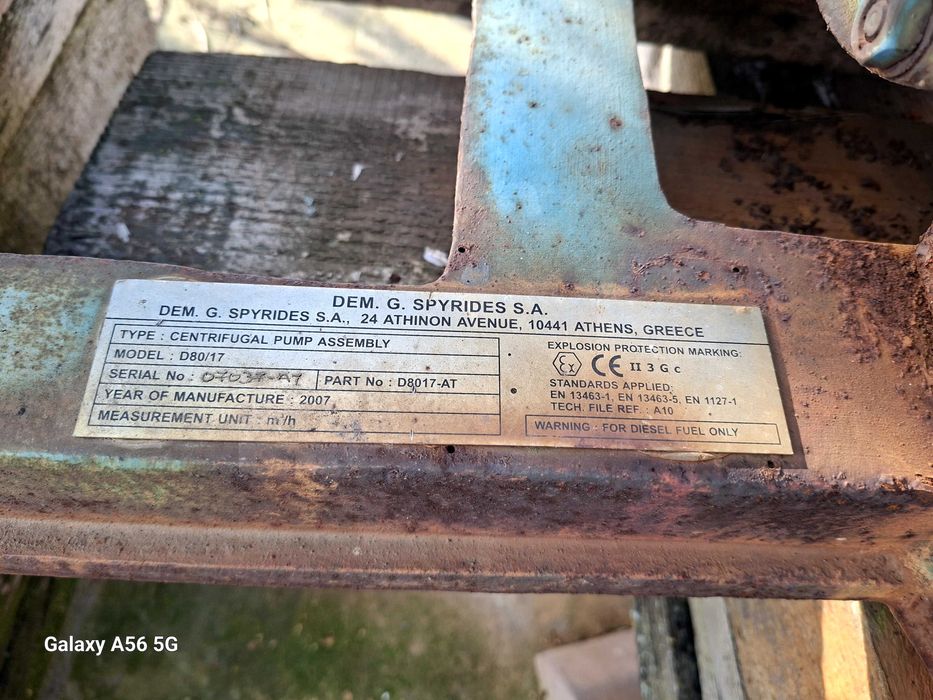 DEM. G. SPYRIDES S.A.
DEM. G. SPYRIDES S.A., 24 ATHINON AVENUE, 10441 ATHENS, GREECE
TYPE : CENTRIFUGAL PUMP ASSEMBLY
MODEL : D80/17
SERIAL No : PART No : D8017-AT
YEAR OF MANUFACTURE : 2007
MEASUREMENT UNIT : m³/h
EXPLOSION PROTECTION MARKING:
Ex CE II 3 G c
STANDARDS APPLIED:
EN 13463-1, EN 13463-5, EN 1127-1
TECH. FILE REF. : A10
WARNING : FOR DIESEL FUEL ONLY
Galaxy A56 5G